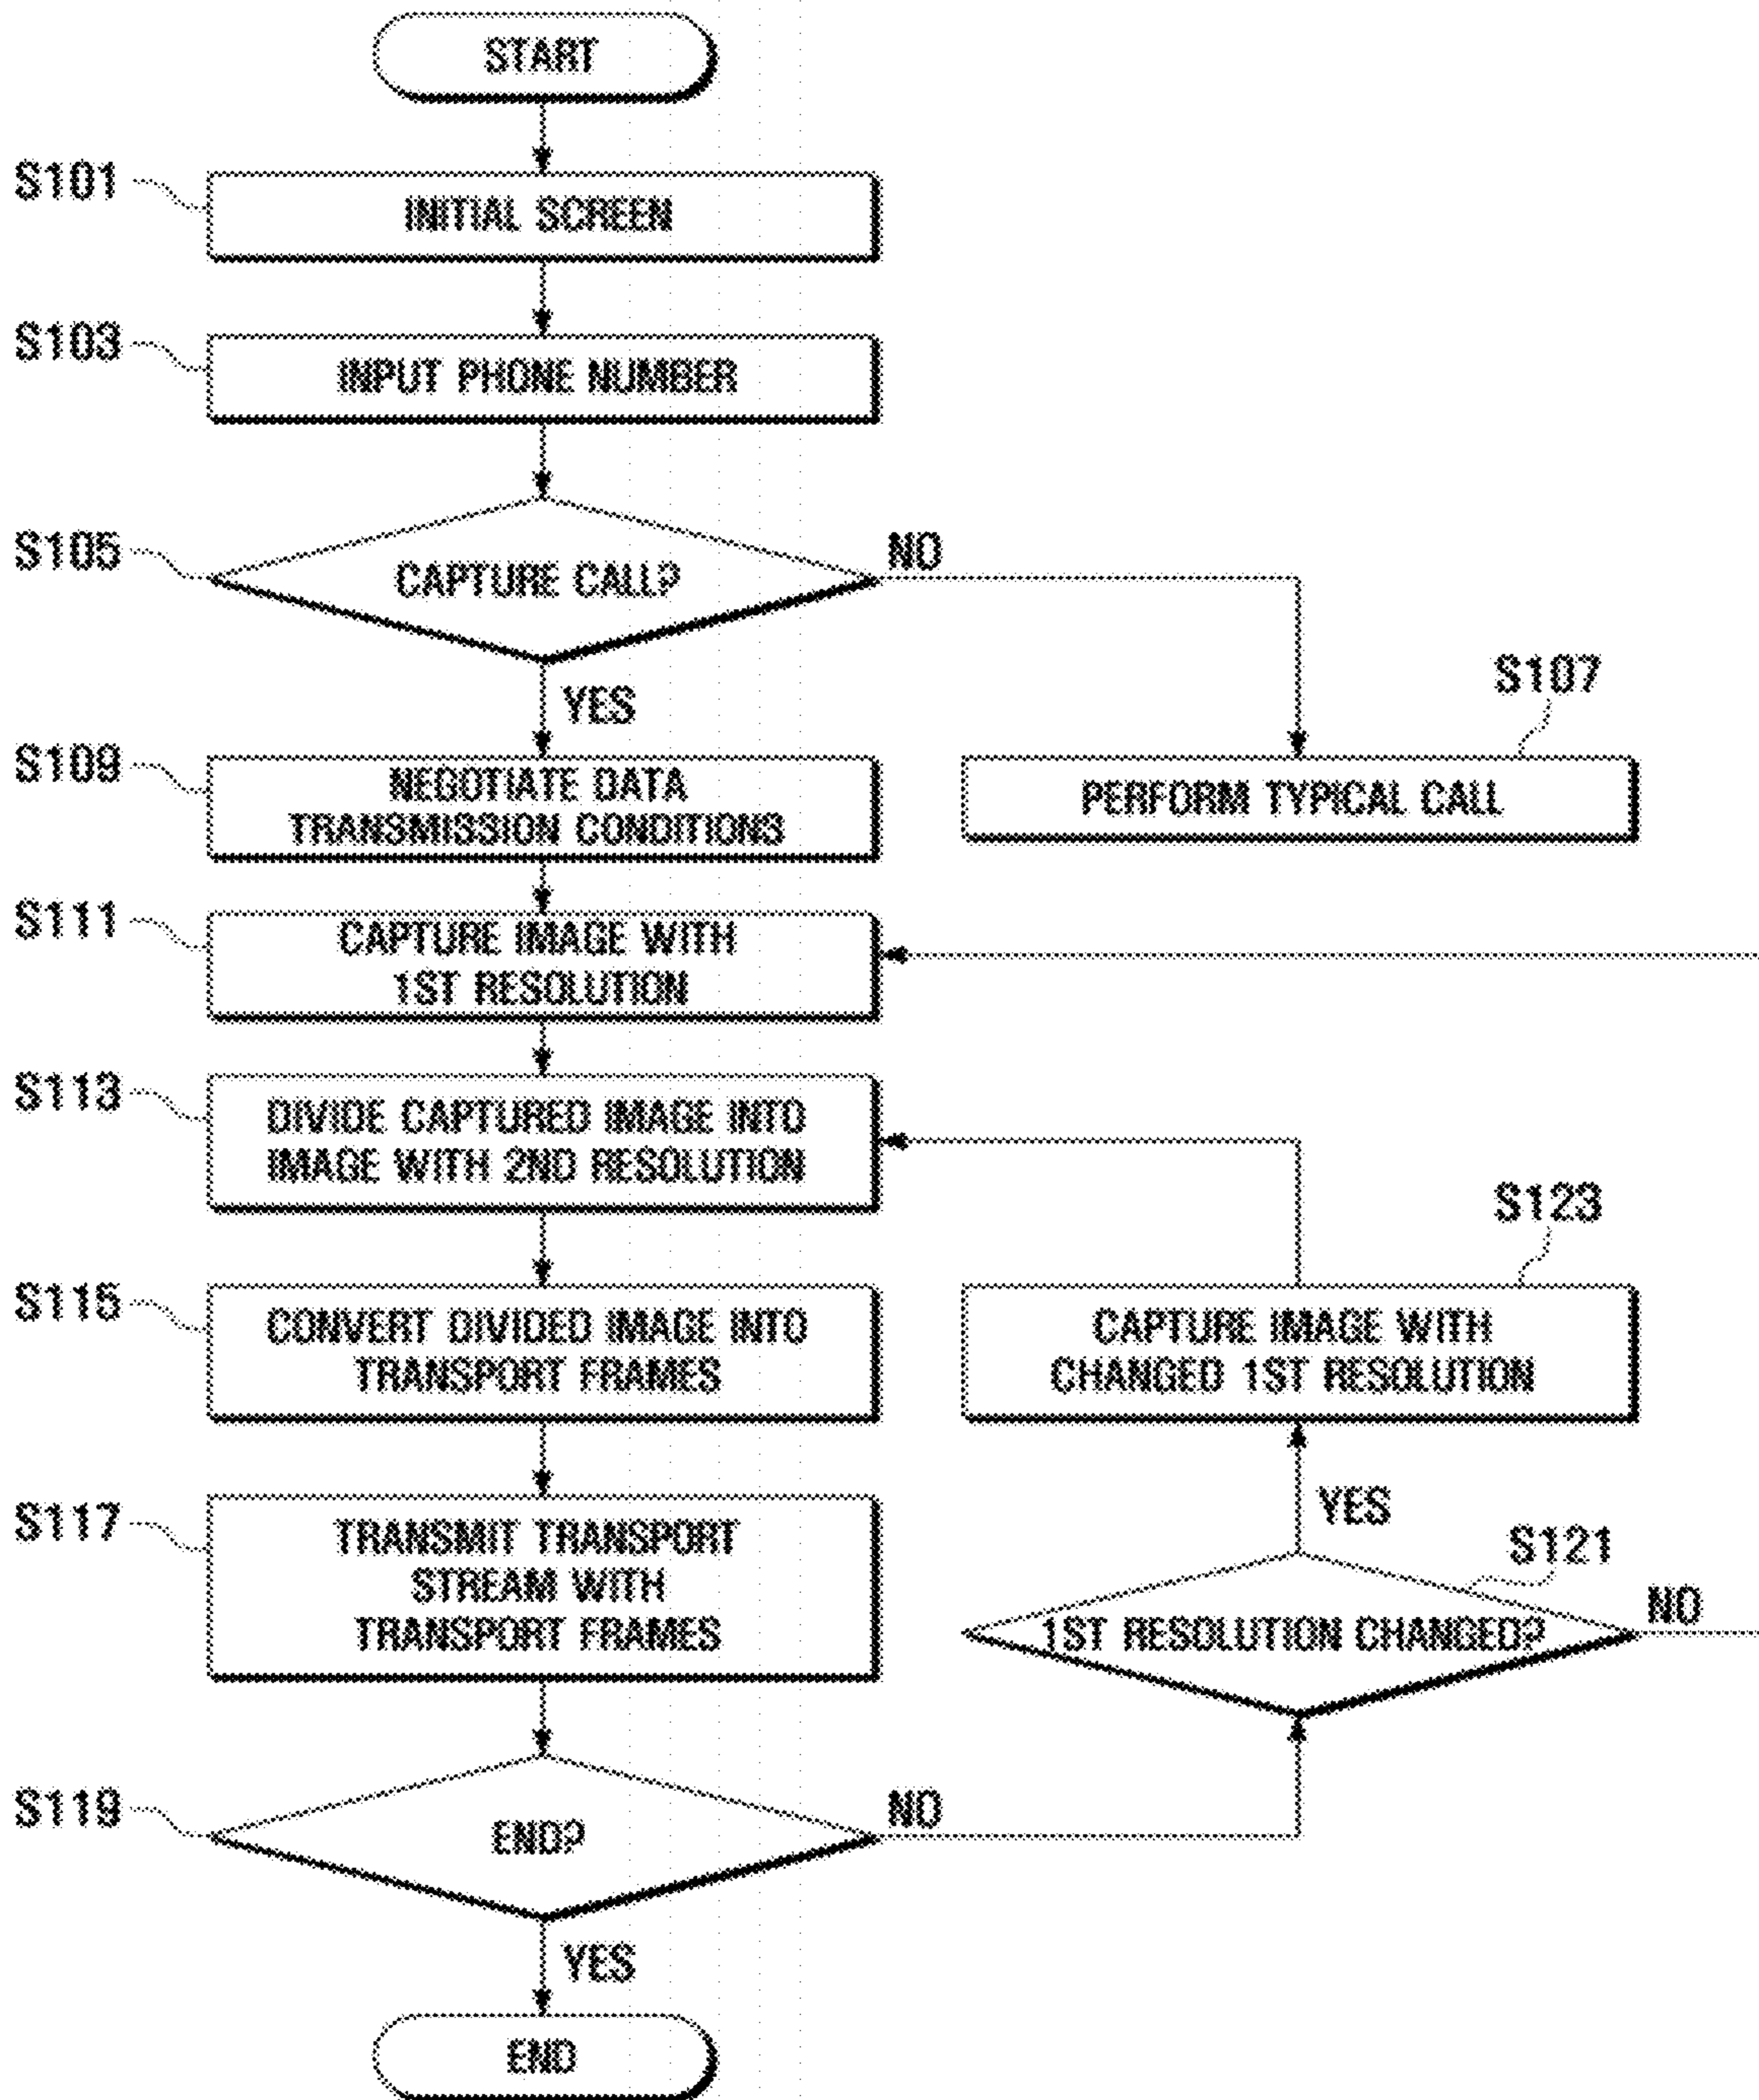 START
S101
INITIAL SCREEN
S103
INPUT PHONE NUMBER
S105
CAPTURE CALL?
NO
YES
S107
PERFORM TYPICAL CALL
S109
NEGOTIATE DATA
TRANSMISSION CONDITIONS
S111
CAPTURE IMAGE WITH
1ST RESOLUTION
S113
DIVIDE CAPTURED IMAGE INTO
IMAGE WITH 2ND RESOLUTION
S123
CAPTURE IMAGE WITH
CHANGED 1ST RESOLUTION
S115
CONVERT DIVIDED IMAGE INTO
TRANSPORT FRAMES
YES
S121
1ST RESOLUTION CHANGED?
NO
S117
TRANSMIT TRANSPORT
STREAM WITH
TRANSPORT FRAMES
S119
END?
NO
YES
END